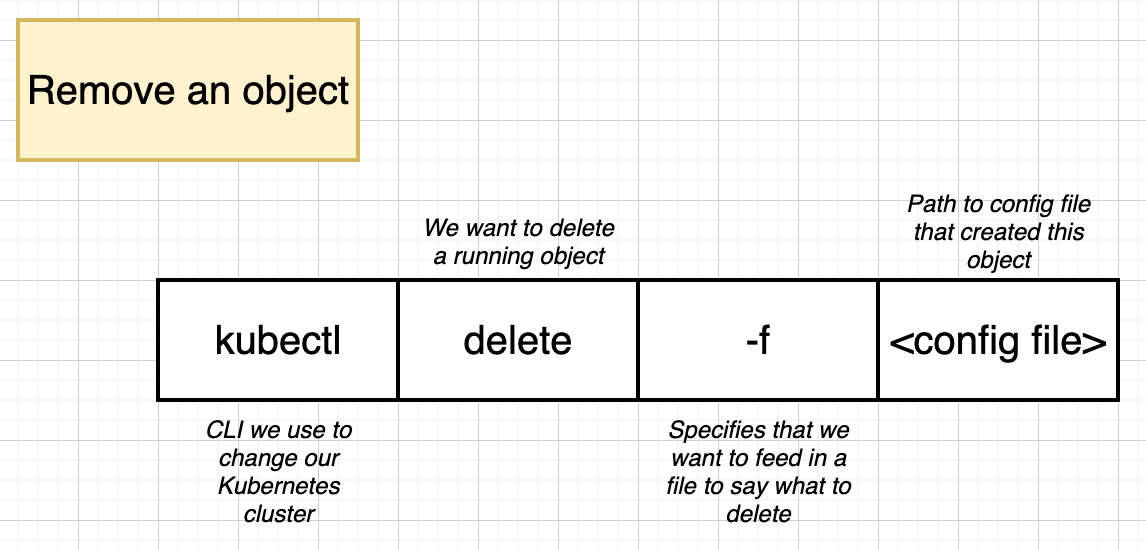 Remove an object
We want to delete
a running object
Path to config file
that created this
object
kubectl
delete
-f
<config file>
CLI we use to
change our
Kubernetes
cluster
Specifies that we
want to feed in a
file to say what to
delete